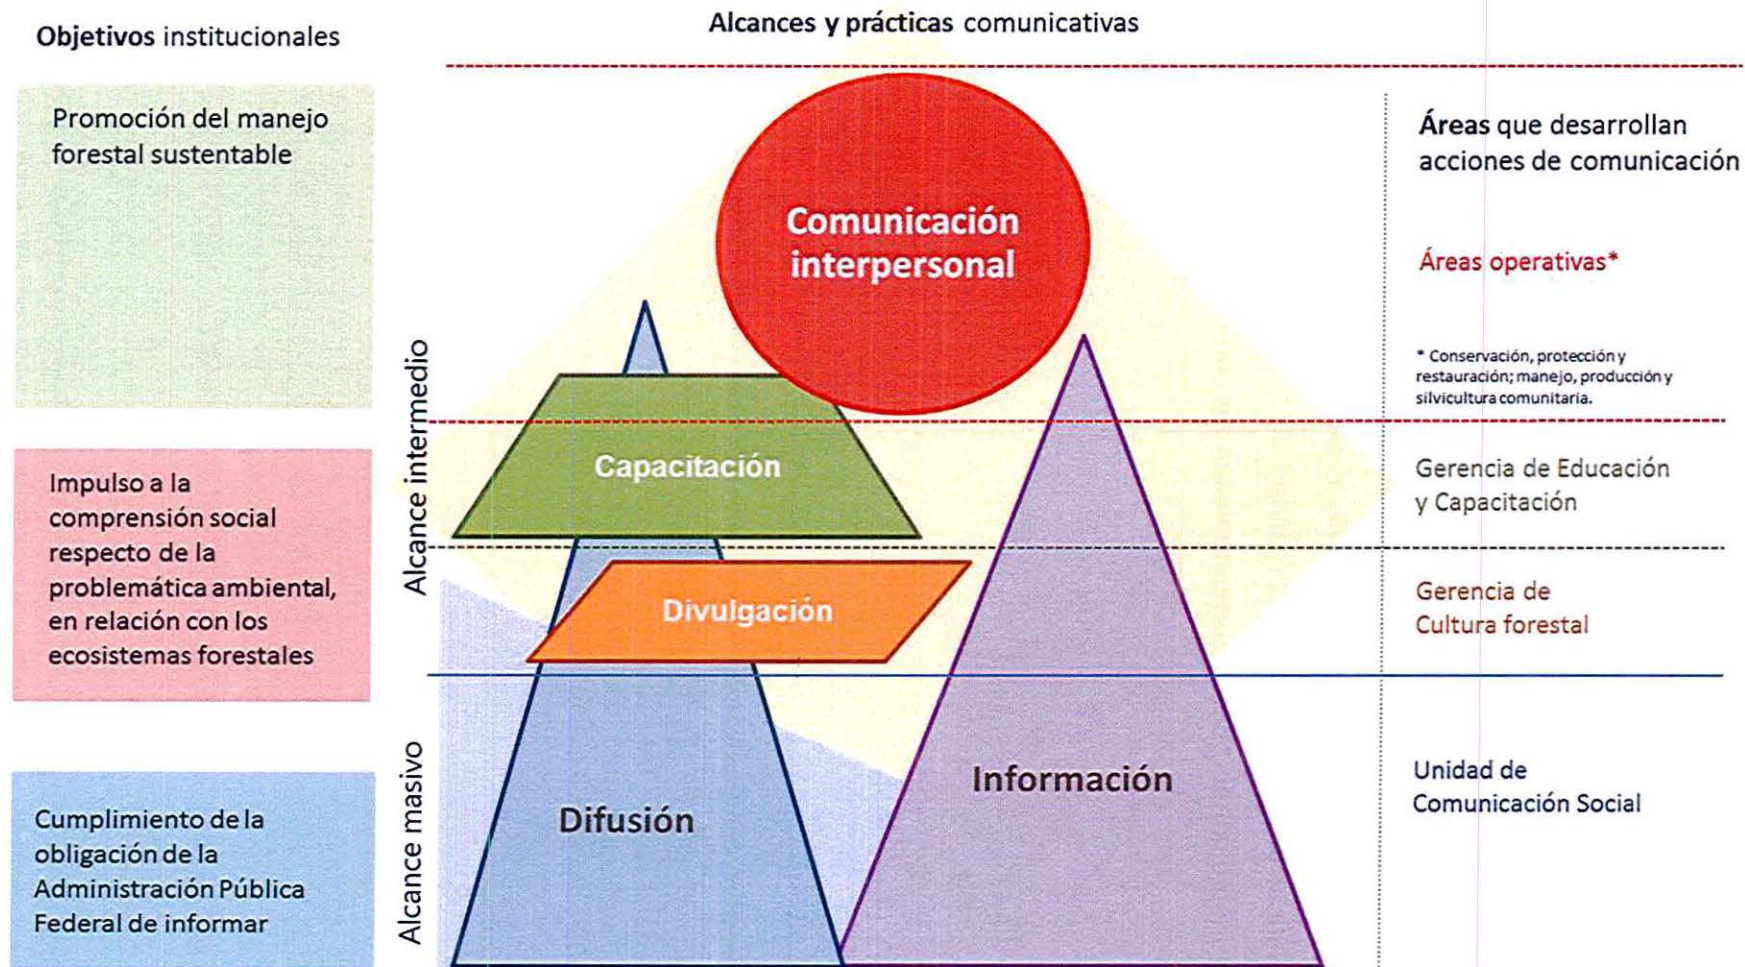 Objetivos institucionales
Alcances y prácticas comunicativas
Promoción del manejo
forestal sustentable
Impulso a la
comprensión social
respecto de la
problemática ambiental,
en relación con los
ecosistemas forestales
Cumplimiento de la
obligación de la
Administración Pública
Federal de informar
Alcance intermedio
Alcance masivo
Comunicación
interpersonal
Capacitación
Divulgación
Difusión
Información
Áreas que desarrollan
acciones de comunicación
Áreas operativas*
* Conservación, protección y
restauración; manejo, producción y
silvicultura comunitaria.
Gerencia de Educación
y Capacitación
Gerencia de
Cultura forestal
Unidad de
Comunicación Social